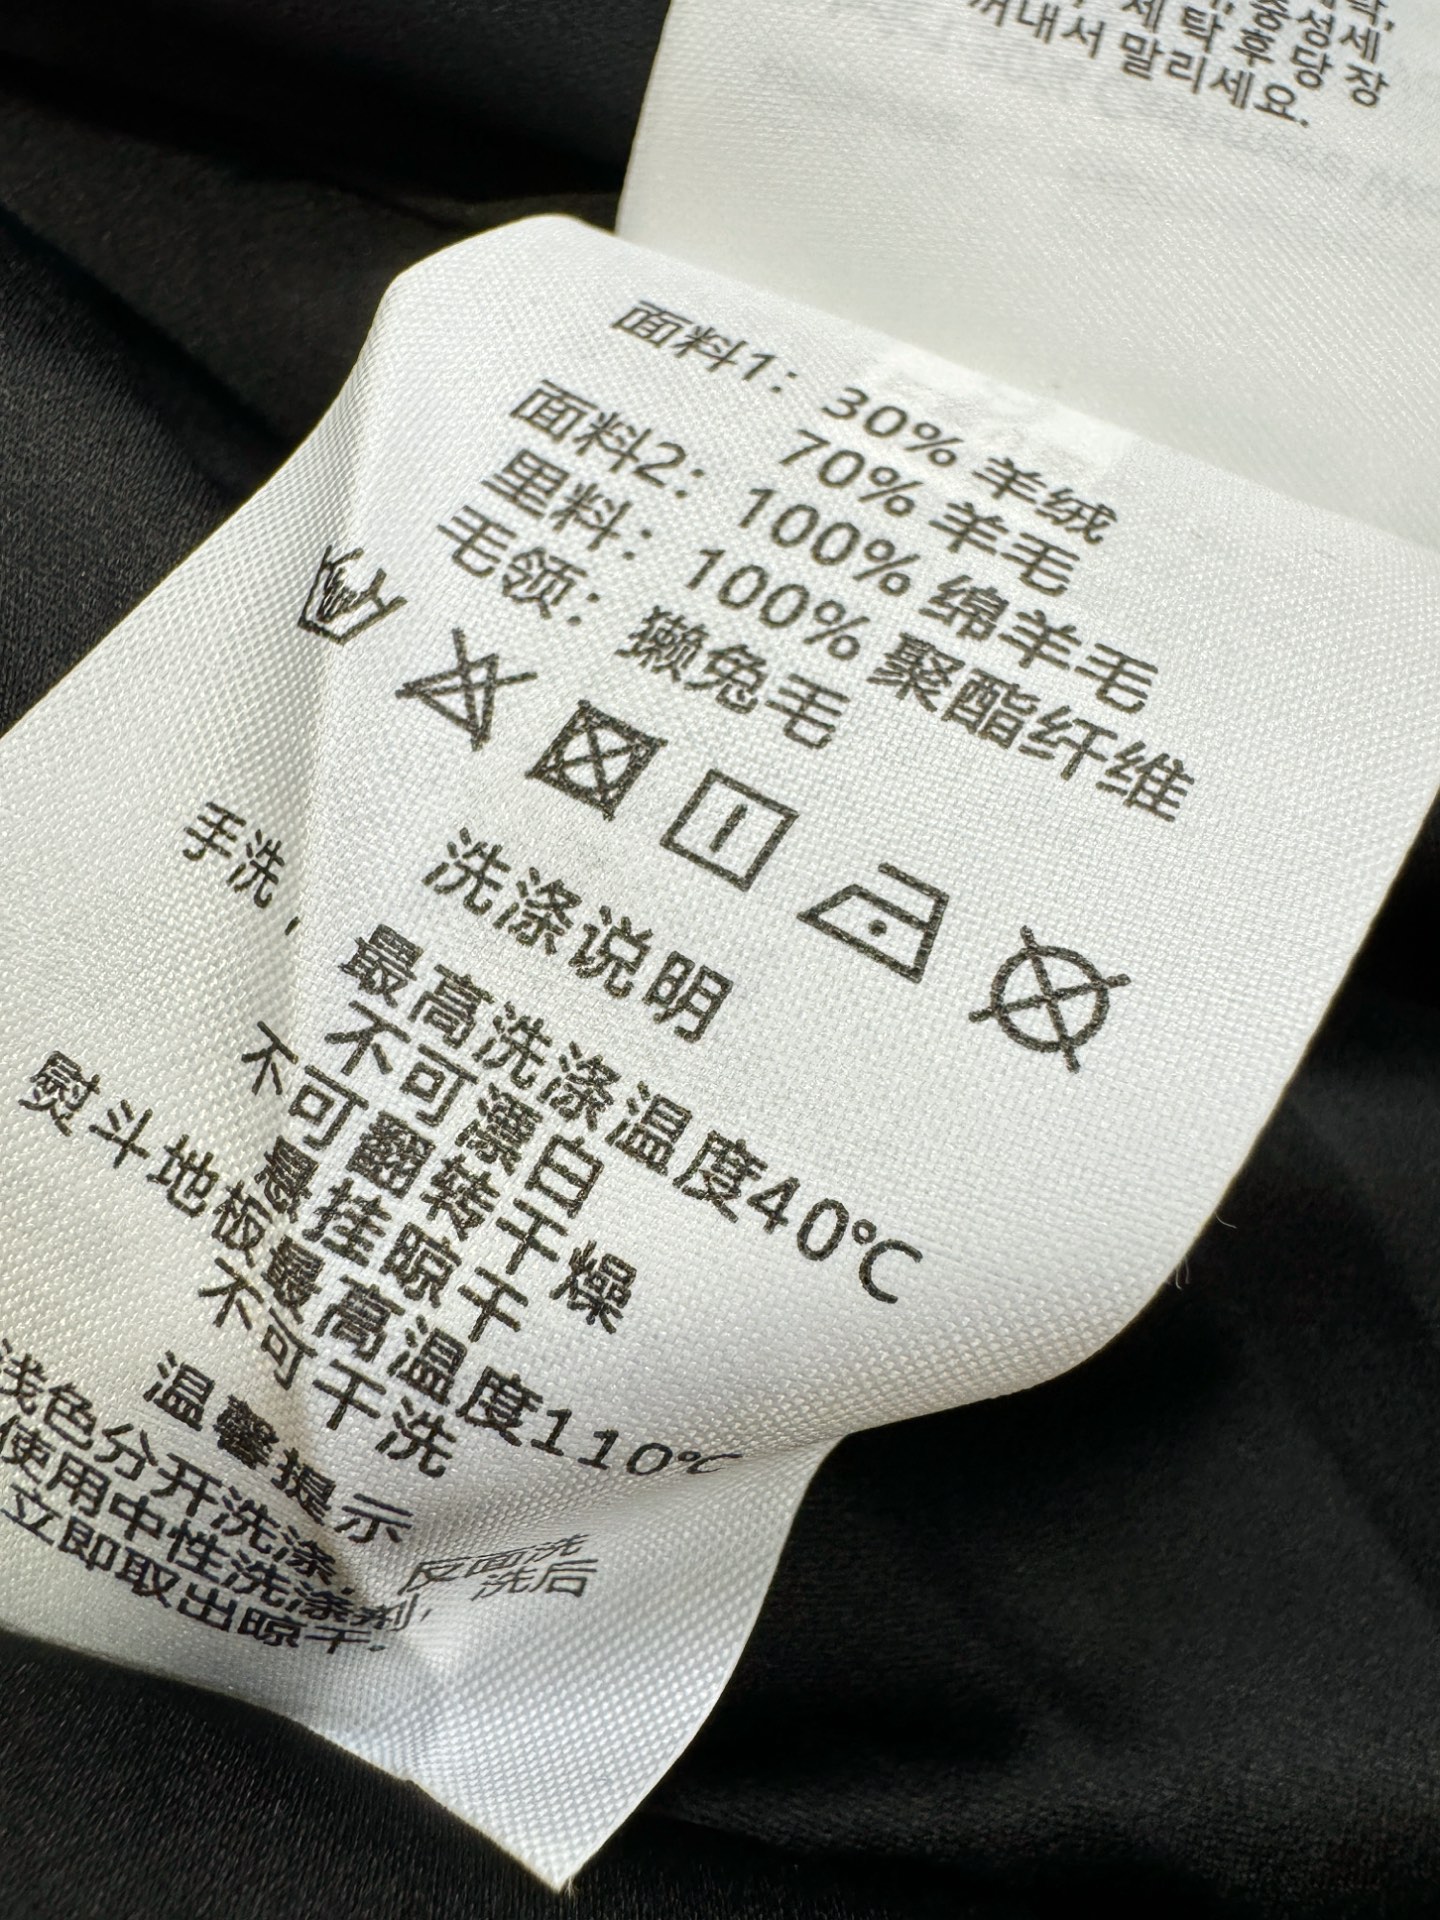 세장
세탁 후 당
꺼내서 말리세요.
面料1: 30% 羊绒
70% 羊毛
面料2: 100% 绵羊毛
里料: 100% 聚酯纤维
毛领: 獭兔毛
洗涤说明
手洗, 最高洗涤温度40℃
不可漂白
不可翻转干燥
悬挂晾干
熨斗地板最高温度110℃
不可干洗
温馨提示
浅色分开洗涤, 反面洗
使用中性洗涤剂, 洗后
立即取出晾干.